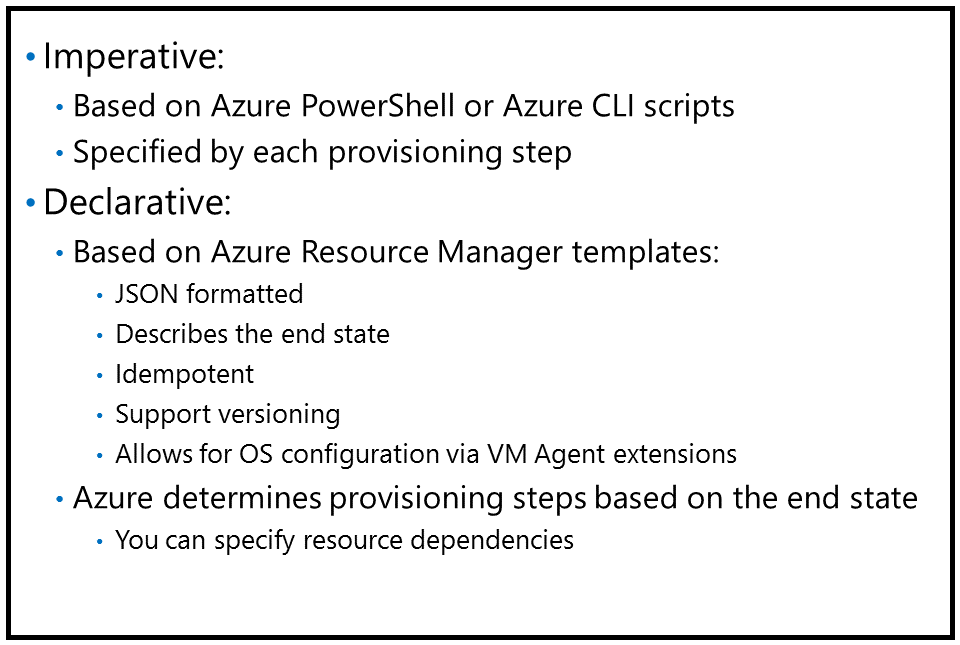 • Imperative:
• Based on Azure PowerShell or Azure CLI scripts
• Specified by each provisioning step
• Declarative:
• Based on Azure Resource Manager templates:
• JSON formatted
• Describes the end state
• Idempotent
• Support versioning
• Allows for OS configuration via VM Agent extensions
• Azure determines provisioning steps based on the end state
• You can specify resource dependencies